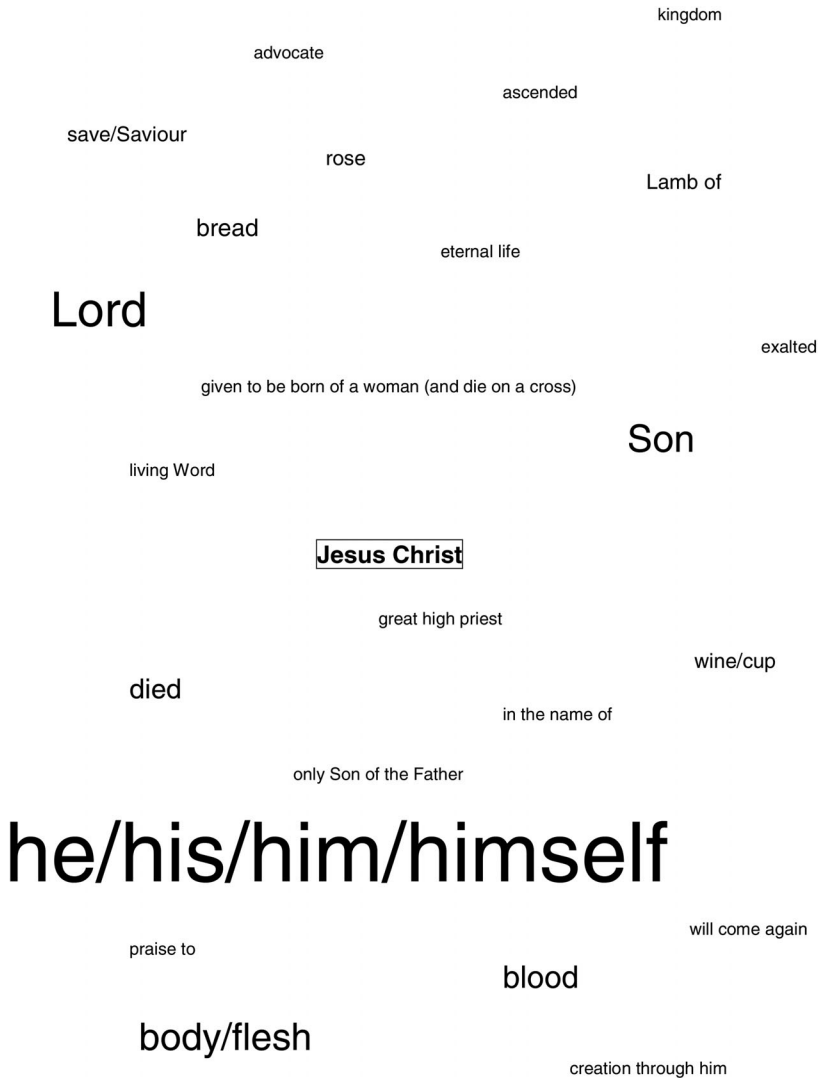 kingdom
advocate
ascended
save/Saviour
rose
Lamb of
bread
eternal life
Lord
exalted
given to be born of a woman (and die on a cross)
Son
living Word
Jesus Christ
great high priest
wine/cup
died
in the name of
only Son of the Father
he/his/him/himself
will come again
praise to
blood
body/flesh
creation through him